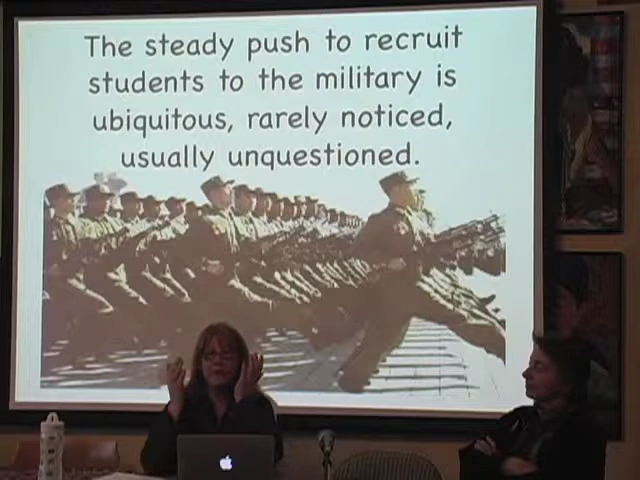 The steady push to recruit
students to the military is
ubiquitous, rarely noticed,
usually unquestioned.